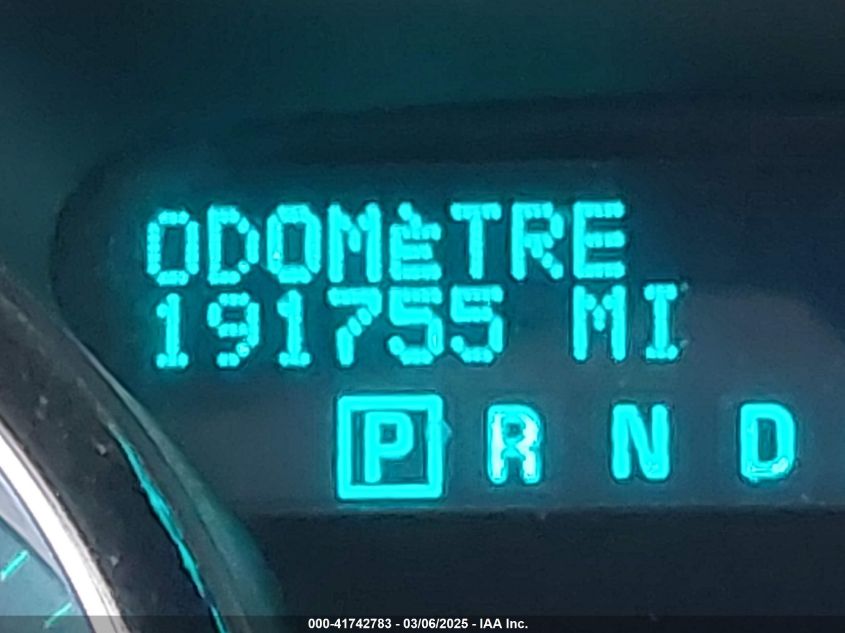 ODOMÈTRE
191755 MI
P R N D
000-41742783 - 03/06/2025 - IAA Inc.